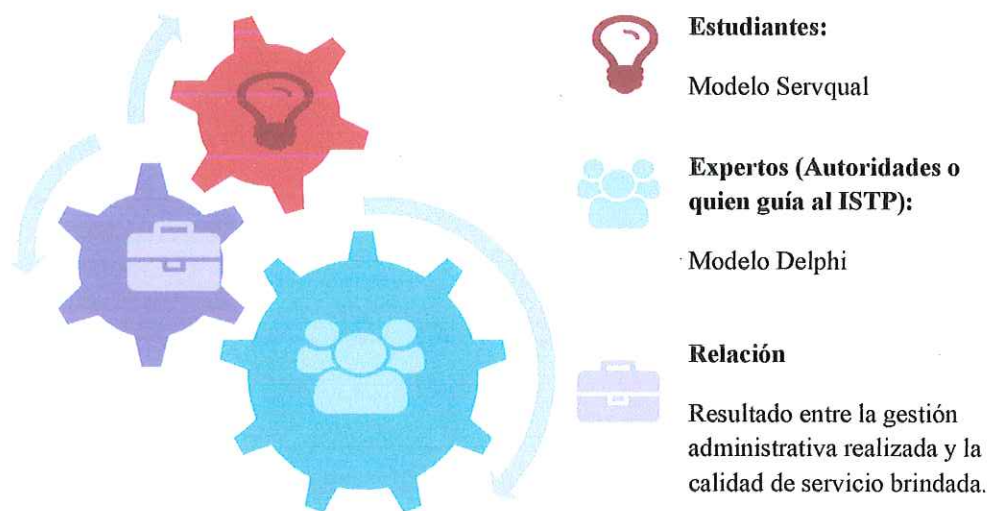 Estudiantes:
Modelo Servqual
Expertos (Autoridades o
quien guía al ISTP):
Modelo Delphi
Relación
Resultado entre la gestión
administrativa realizada y la
calidad de servicio brindada.